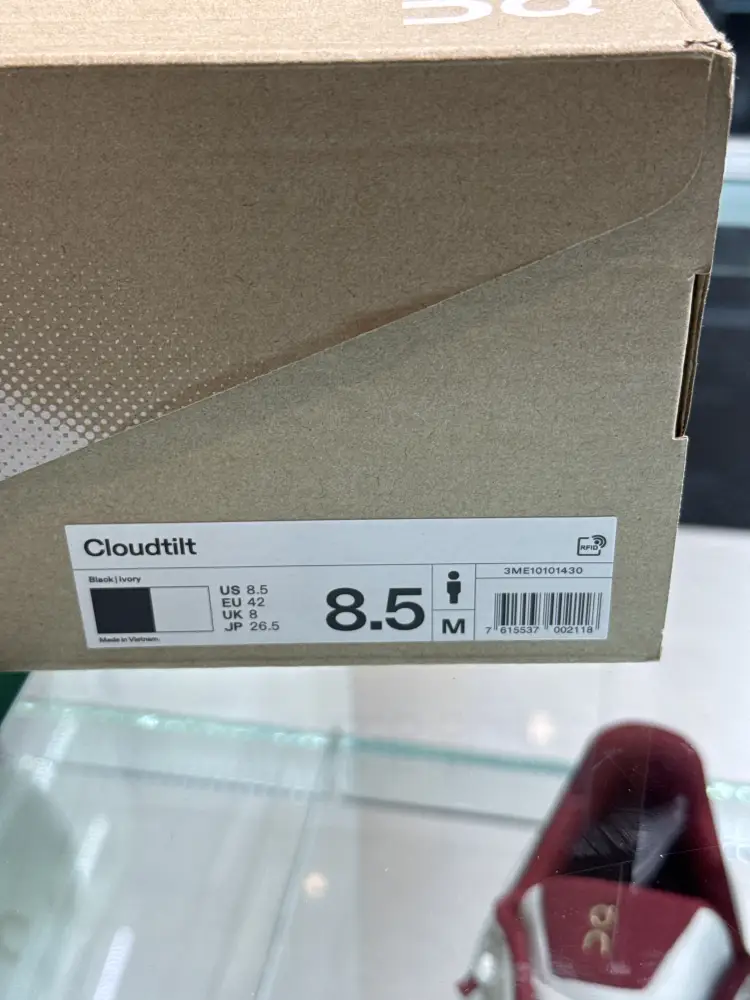 Cloudtilt
RFID
Black | Ivory
US 8.5
EU 42
UK 8
JP 26.5
Made in Vietnam
8.5
M
3ME10101430
7 615537 002118